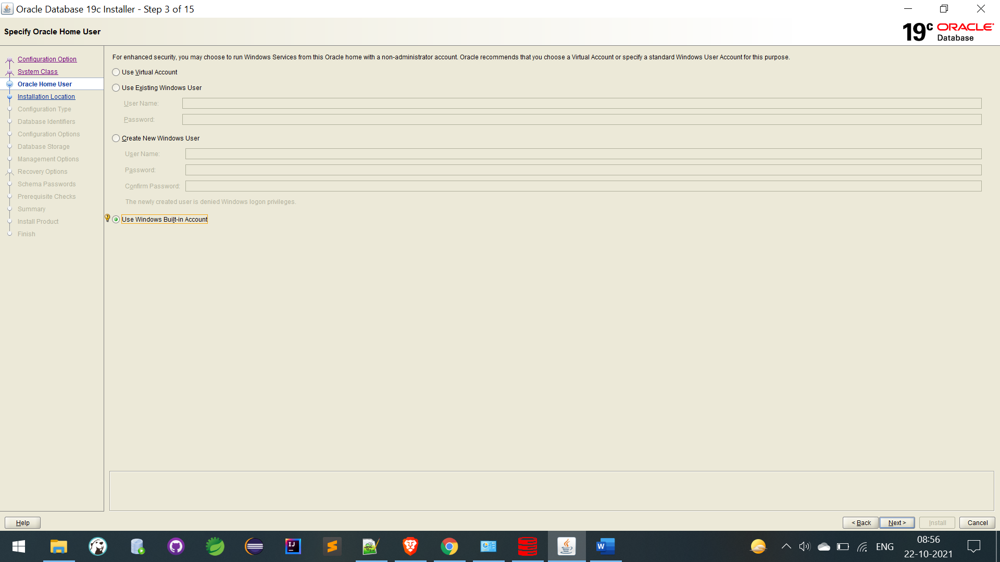 Oracle Database 19c Installer - Step 3 of 15
Specify Oracle Home User
19c ORACLE
Database
Configuration Option
System Class
Oracle Home User
Installation Location
Configuration Type
Database Identifiers
Configuration Options
Database Storage
Management Options
Recovery Options
Schema Passwords
Prerequisite Checks
Summary
Install Product
Finish
For enhanced security, you may choose to run Windows Services from this Oracle home with a non-administrator account. Oracle recommends that you choose a Virtual Account or specify a standard Windows User Account for this purpose.
Use Virtual Account
Use Existing Windows User
User Name:
Password:
Create New Windows User
User Name:
Password:
Confirm Password:
The newly created user is denied Windows logon privileges.
Use Windows Built-in Account
Help
< Back
Next >
Install
Cancel
IJ
W
ENG
08:56
22-10-2021